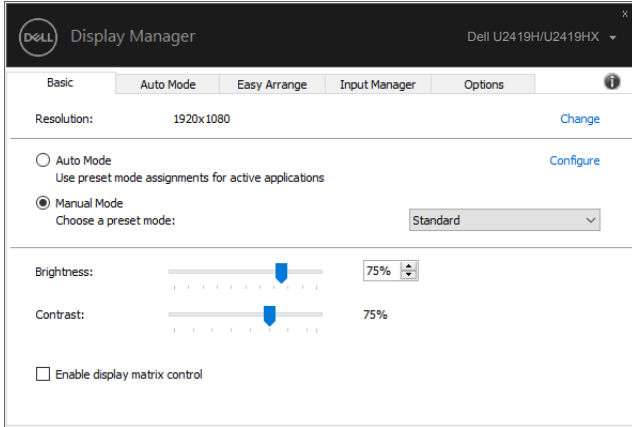 x
DELL Display Manager Dell U2419H/U2419HX
Basic Auto Mode Easy Arrange Input Manager Options i
Resolution: 1920x1080 Change
Auto Mode Configure
Use preset mode assignments for active applications
Manual Mode
Choose a preset mode: Standard
Brightness: 75%
Contrast: 75%
Enable display matrix control